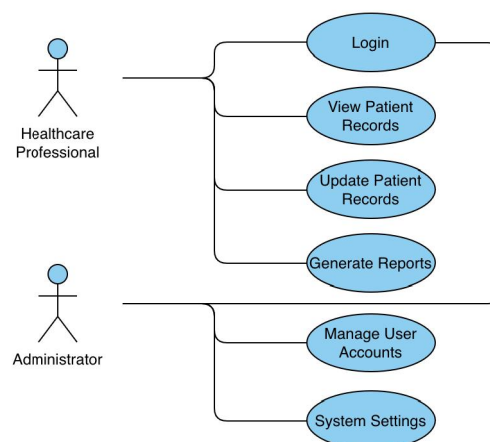 Login
View Patient
Records
Healthcare
Professional
Update Patient
Records
Generate Reports
Manage User
Accounts
Administrator
System Settings